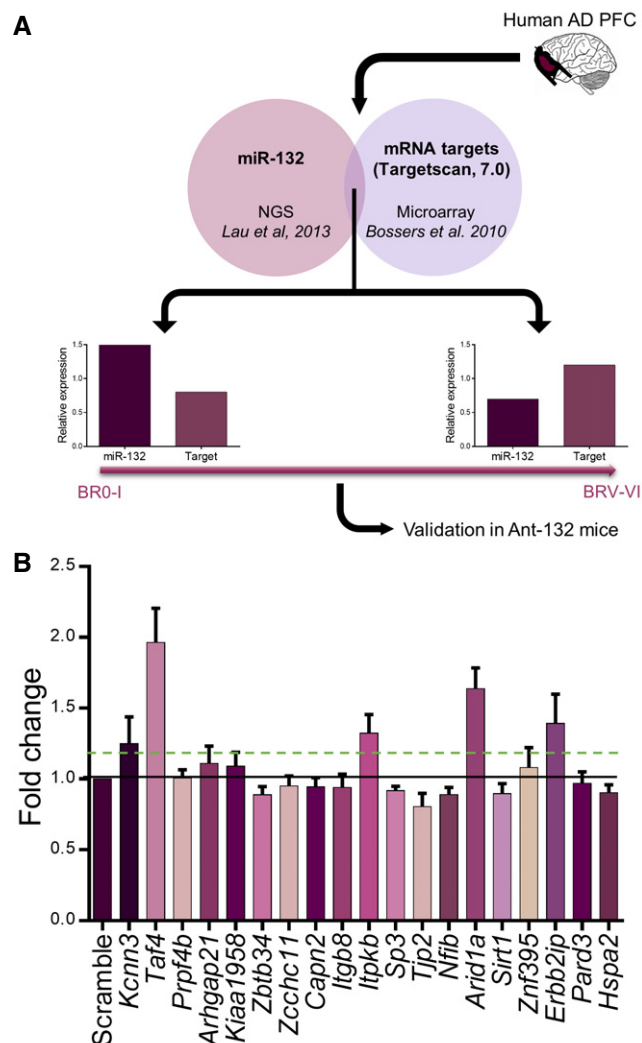 A
Human AD PFC
miR-132
NGS
Lau et al, 2013
mRNA targets
(Targetscan, 7.0)
Microarray
Bossers et al. 2010
Relative expression
1.5
1.0
0.5
0.0
miR-132
Target
Relative expression
1.5
1.0
0.5
0.0
miR-132
Target
BR0-I
BRV-VI
Validation in Ant-132 mice
B
Fold change
2.5
2.0
1.5
1.0
0.5
0.0
Scramble
Kcnn3
Taf4
Prpf4b
Arhgap21
Kiaa1958
Zbtb34
Zcchc11
Capn2
Itgb8
Itpkb
Sp3
Tjp2
Nfib
Arid1a
Sirt1
Znf395
Erbb2ip
Pard3
Hspa2